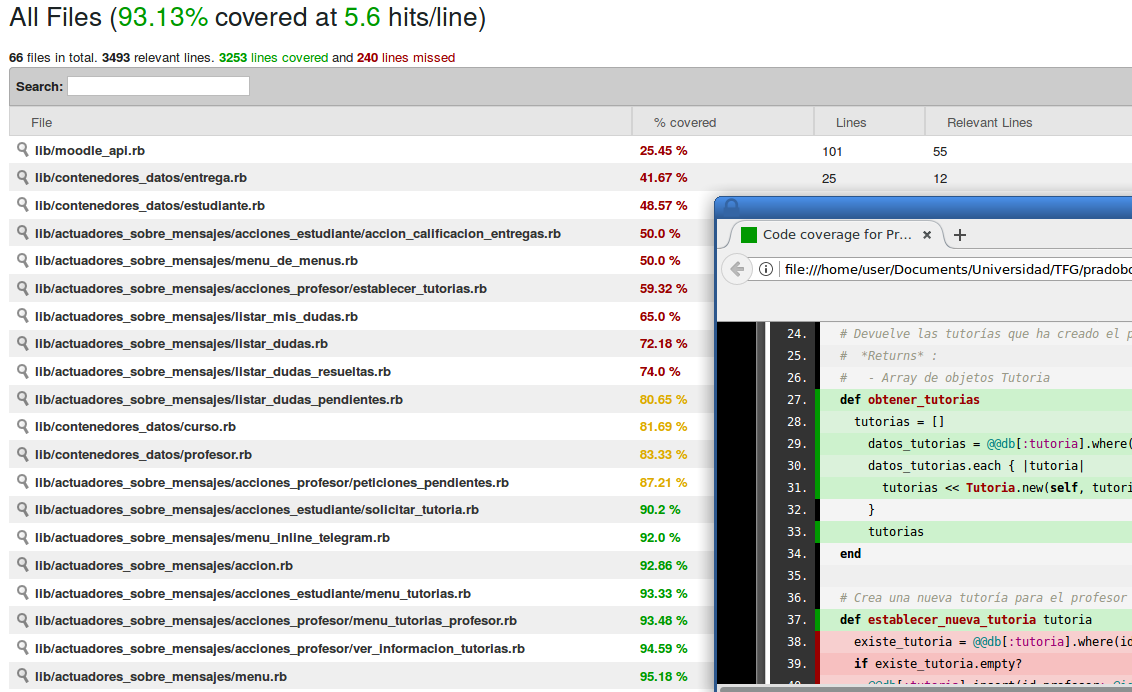 All Files (93.13% covered at 5.6 hits/line)
66 files in total. 3493 relevant lines. 3253 lines covered and 240 lines missed
Search:
File % covered Lines Relevant Lines
lib/moodle_api.rb 25.45 % 101 55
lib/contenedores_datos/entrega.rb 41.67 % 25 12
lib/contenedores_datos/estudiante.rb 48.57 %
lib/actuadores_sobre_mensajes/acciones_estudiante/accion_calificacion_entregas.rb 50.0 %
lib/actuadores_sobre_mensajes/menu_de_menus.rb 50.0 %
lib/actuadores_sobre_mensajes/acciones_profesor/establecer_tutorias.rb 59.32 %
lib/actuadores_sobre_mensajes/listar_mis_dudas.rb 65.0 %
lib/actuadores_sobre_mensajes/listar_dudas.rb 72.18 %
lib/actuadores_sobre_mensajes/listar_dudas_resueltas.rb 74.0 %
lib/actuadores_sobre_mensajes/listar_dudas_pendientes.rb 80.65 %
lib/contenedores_datos/curso.rb 81.69 %
lib/contenedores_datos/profesor.rb 83.33 %
lib/actuadores_sobre_mensajes/acciones_profesor/peticiones_pendientes.rb 87.21 %
lib/actuadores_sobre_mensajes/acciones_estudiante/solicitar_tutoria.rb 90.2 %
lib/actuadores_sobre_mensajes/menu_inline_telegram.rb 92.0 %
lib/actuadores_sobre_mensajes/accion.rb 92.86 %
lib/actuadores_sobre_mensajes/acciones_estudiante/menu_tutorias.rb 93.33 %
lib/actuadores_sobre_mensajes/acciones_profesor/menu_tutorias_profesor.rb 93.48 %
lib/actuadores_sobre_mensajes/acciones_profesor/ver_informacion_tutorias.rb 94.59 %
lib/actuadores_sobre_mensajes/menu.rb 95.18 %
Code coverage for Pr...
file:///home/user/Documents/Universidad/TFG/pradobo
24. # Devuelve las tutorías que ha creado el p
25. # *Returns* :
26. # - Array de objetos Tutoria
27. def obtener_tutorias
28. tutorias = []
29. datos_tutorias = @@db[:tutoria].where(
30. datos_tutorias.each { |tutoria|
31. tutorias << Tutoria.new(self, tutori
32. }
33. tutorias
34. end
35.
36. # Crea una nueva tutoría para el profesor
37. def establecer_nueva_tutoria tutoria
38. existe_tutoria = @@db[:tutoria].where(id
39. if existe_tutoria.empty?